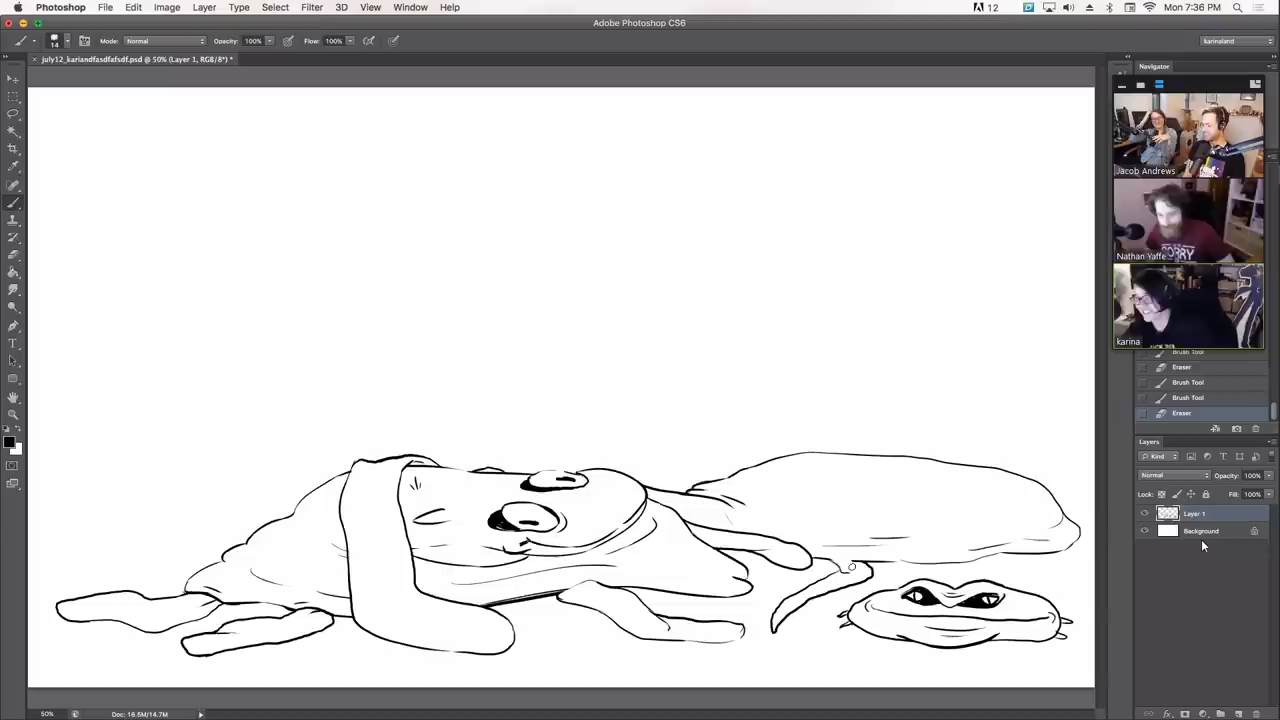 Photoshop File Edit Image Layer Type Select Filter 3D View Window Help 12 Mon 7:36 PM
Adobe Photoshop CS6
14 Mode: Normal Opacity: 100% Flow: 100% karinaland
× july12_kariandfasdfafsdf.psd @ 50% (Layer 1, RGB/8*) *
Navigator
Jacob Andrews
SORRY
Nathan Yaffe
karina
Brush Tool
Eraser
Brush Tool
Brush Tool
Eraser
Layers
Kind
Normal Opacity: 100%
Lock: Fill: 100%
Layer 1
Background
50% Doc: 16.5M/14.7M